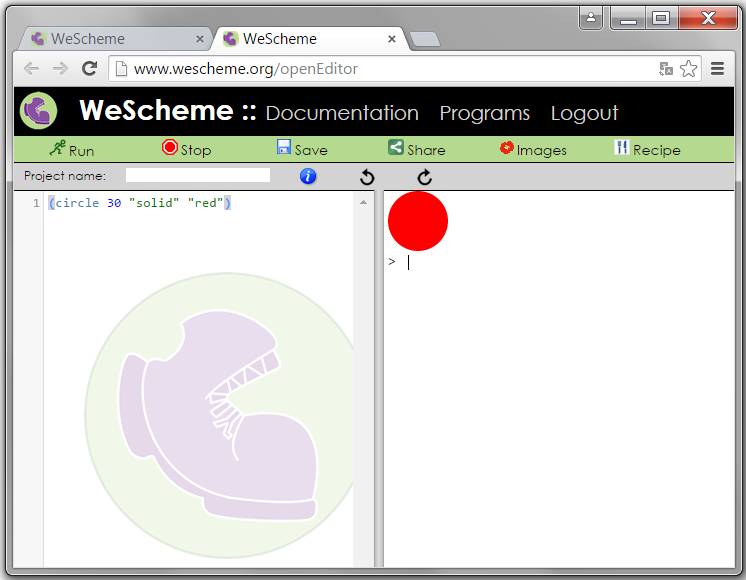 WeScheme
WeScheme
www.wescheme.org/openEditor
WeScheme :: Documentation Programs Logout
Run Stop Save Share Images Recipe
Project name:
1 (circle 30 "solid" "red")
>